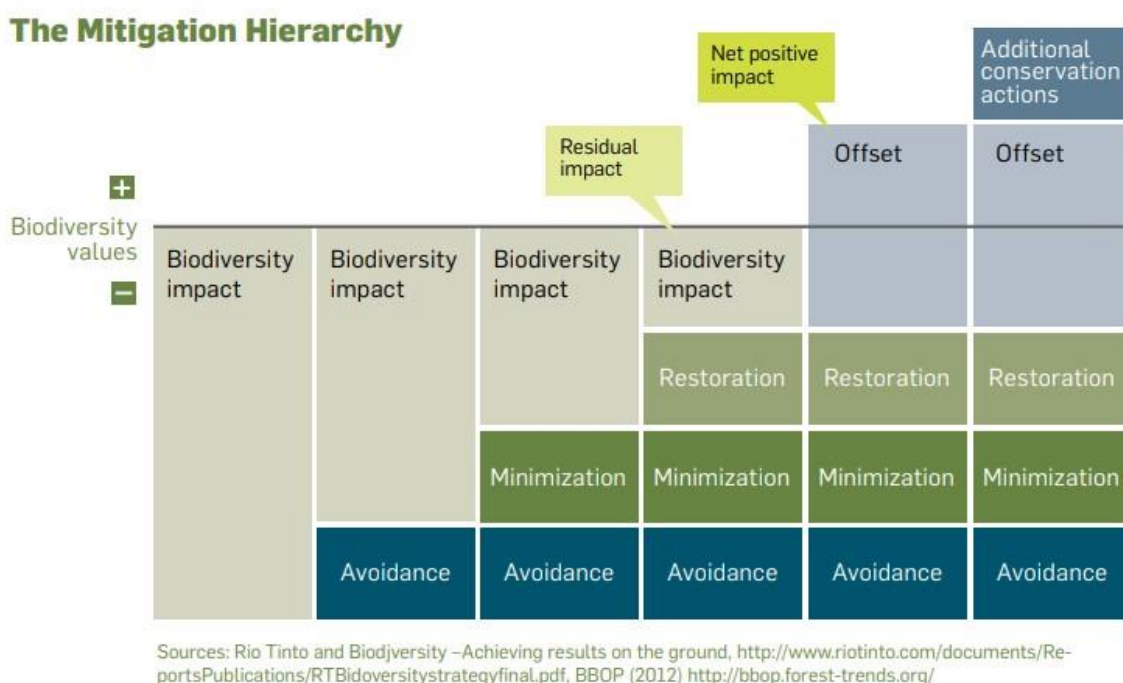 The Mitigation Hierarchy
Additional
conservation
actions
Net positive
impact
Residual
impact
Offset
Offset
+
Biodiversity
values
−
Biodiversity
impact
Biodiversity
impact
Biodiversity
impact
Biodiversity
impact
Restoration
Restoration
Restoration
Minimization
Minimization
Minimization
Minimization
Avoidance
Avoidance
Avoidance
Avoidance
Avoidance
Sources: Rio Tinto and Biodjversity –Achieving results on the ground, http://www.riotinto.com/documents/Re-
portsPublications/RTBidoversitystrategyfinal.pdf, BBOP (2012) http://bbop.forest-trends.org/